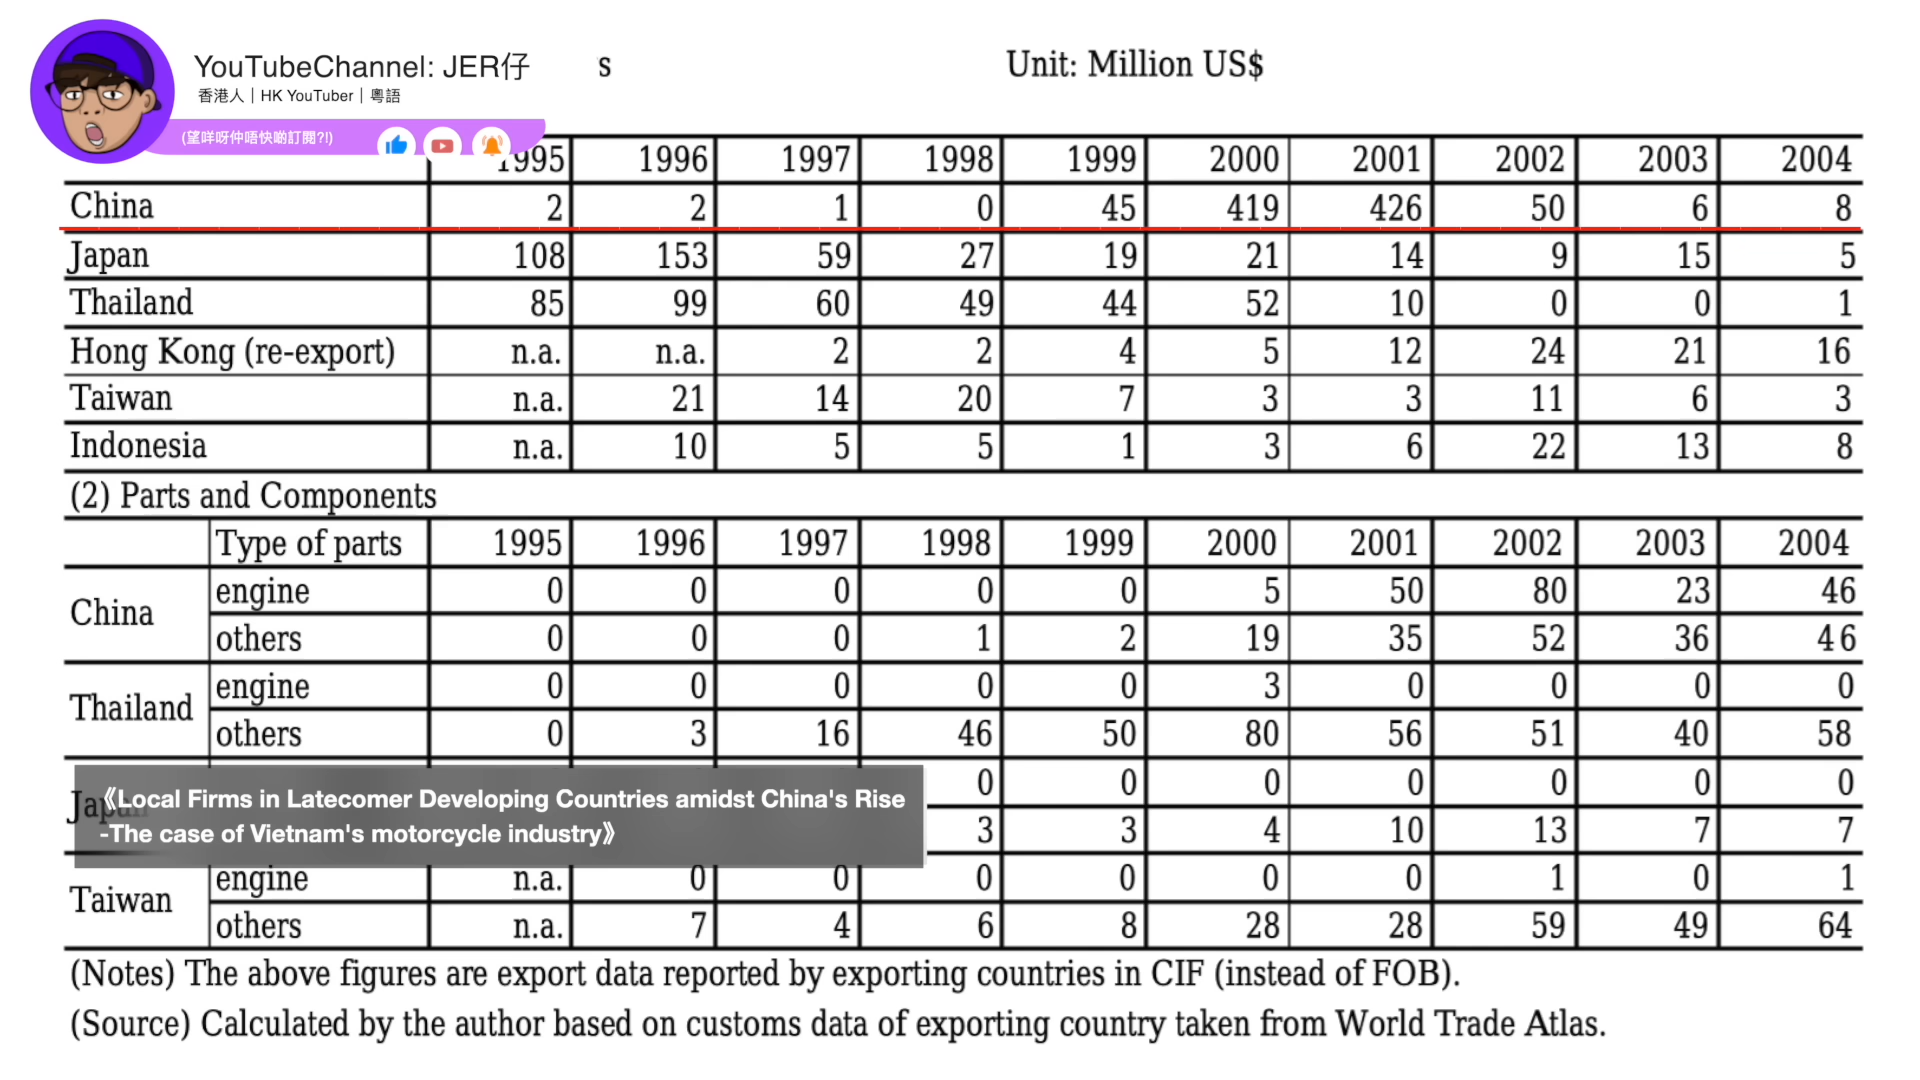 YouTubeChannel: JER仔
香港人｜HK YouTuber｜粵語
(望咩呀仲唔快啲訂閱?!)
s Unit: Million US$
1995 1996 1997 1998 1999 2000 2001 2002 2003 2004
China 2 2 1 0 45 419 426 50 6 8
Japan 108 153 59 27 19 21 14 9 15 5
Thailand 85 99 60 49 44 52 10 0 0 1
Hong Kong (re-export) n.a. n.a. 2 2 4 5 12 24 21 16
Taiwan n.a. 21 14 20 7 3 3 11 6 3
Indonesia n.a. 10 5 5 1 3 6 22 13 8
(2) Parts and Components
Type of parts 1995 1996 1997 1998 1999 2000 2001 2002 2003 2004
China
engine 0 0 0 0 0 5 50 80 23 46
others 0 0 0 1 2 19 35 52 36 46
Thailand
engine 0 0 0 0 0 3 0 0 0 0
others 0 3 16 46 50 80 56 51 40 58
Japan
0 0 0 0 0 0 0
3 3 4 10 13 7 7
《Local Firms in Latecomer Developing Countries amidst China's Rise
-The case of Vietnam's motorcycle industry》
Taiwan
engine n.a. 0 0 0 0 0 0 1 0 1
others n.a. 7 4 6 8 28 28 59 49 64
(Notes) The above figures are export data reported by exporting countries in CIF (instead of FOB).
(Source) Calculated by the author based on customs data of exporting country taken from World Trade Atlas.